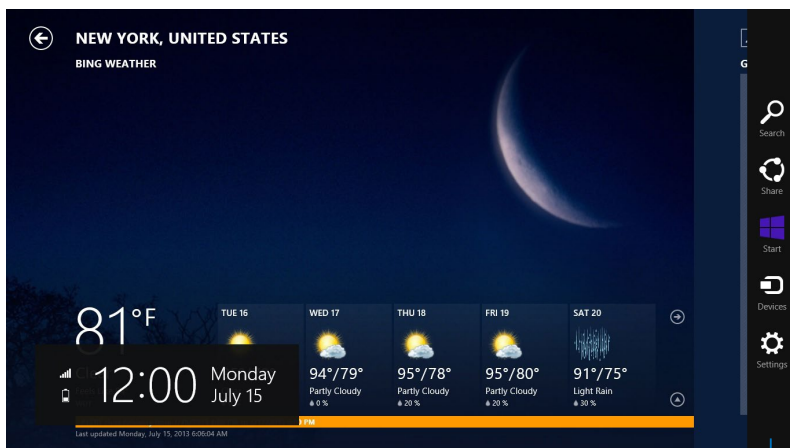 NEW YORK, UNITED STATES
BING WEATHER
G
Search
Share
Start
Devices
Settings
81°F
TUE 16
WED 17
94°/79°
Partly Cloudy
0 %
THU 18
95°/78°
Partly Cloudy
20 %
FRI 19
95°/80°
Partly Cloudy
20 %
SAT 20
91°/75°
Light Rain
30 %
12:00
Monday
July 15
PM
Last updated Monday, July 15, 2013 6:06:04 AM